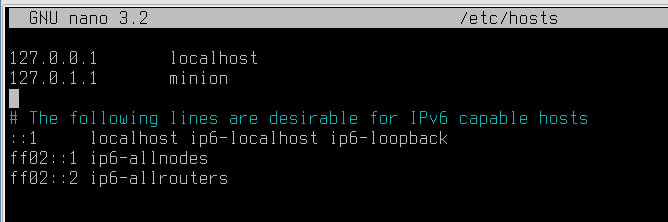 GNU nano 3.2 /etc/hosts
127.0.0.1 localhost
127.0.1.1 minion
# The following lines are desirable for IPv6 capable hosts
::1 localhost ip6-localhost ip6-loopback
ff02::1 ip6-allnodes
ff02::2 ip6-allrouters